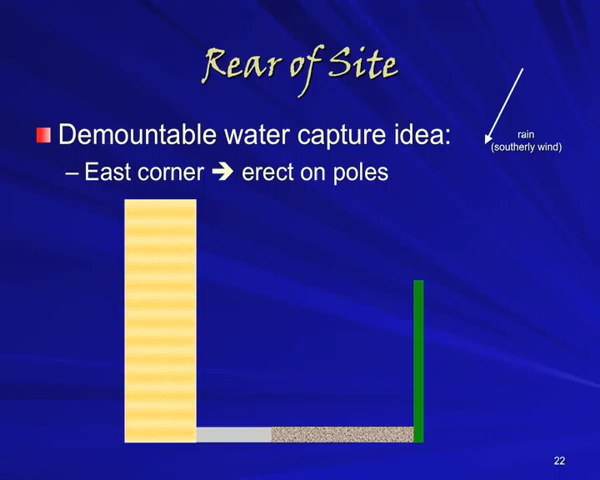 Rear of Site
Demountable water capture idea:
– East corner ➔ erect on poles
rain
(southerly wind)
22